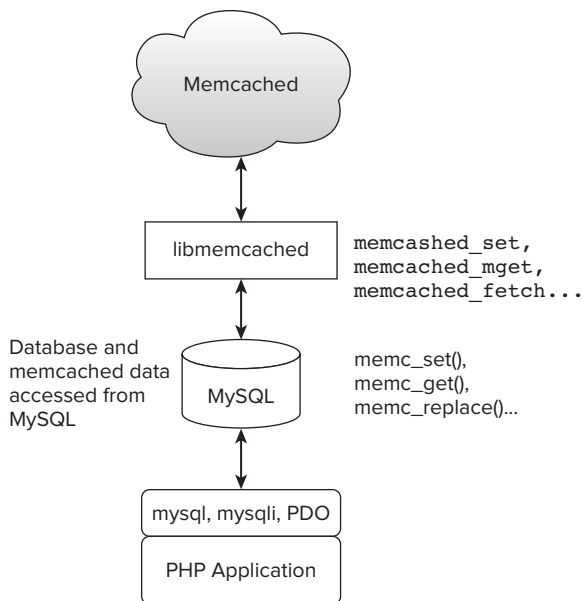 Memcached
libmemcached
memcashed_set,
memcached_mget,
memcached_fetch...
Database and
memcached data
accessed from
MySQL
MySQL
memc_set(),
memc_get(),
memc_replace()...
mysql, mysqli, PDO
PHP Application